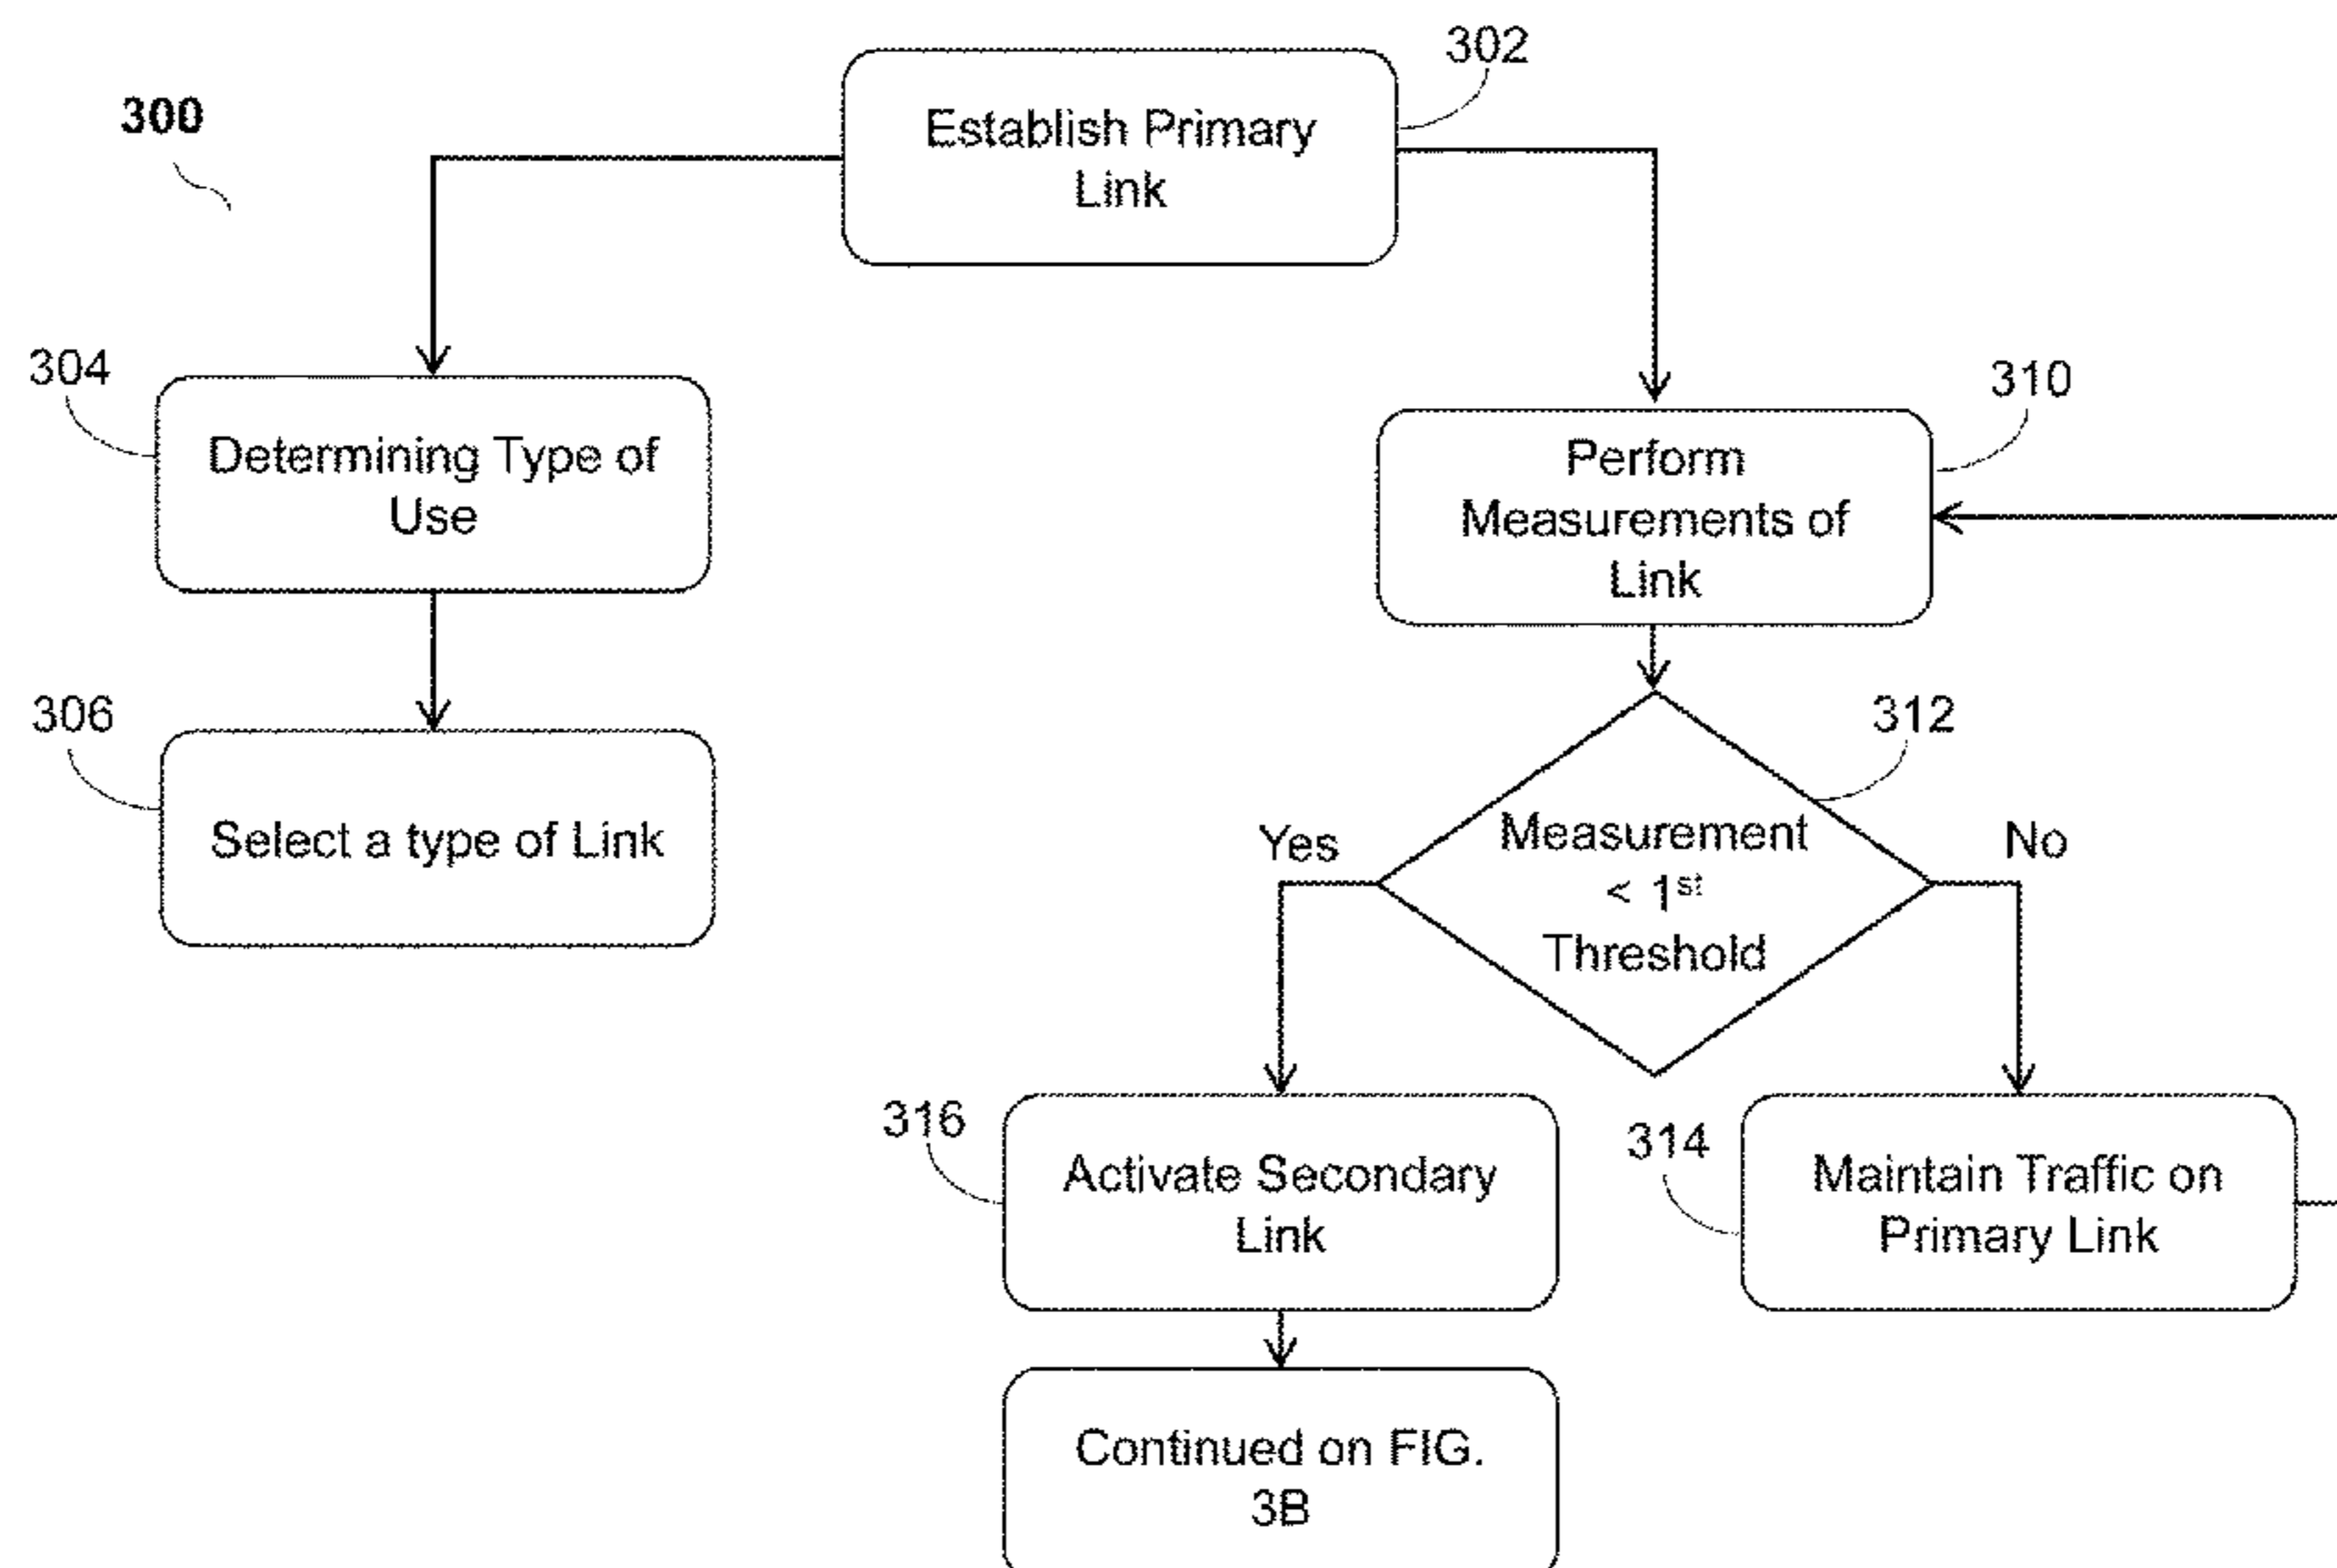 302
300
Establish Primary
Link
304
310
Determining Type of
Use
Perform
Measurements of
Link
306
312
Select a type of Link
Yes
Measurement
< 1st
Threshold
No
316
314
Activate Secondary
Link
Maintain Traffic on
Primary Link
Continued on FIG.
3B